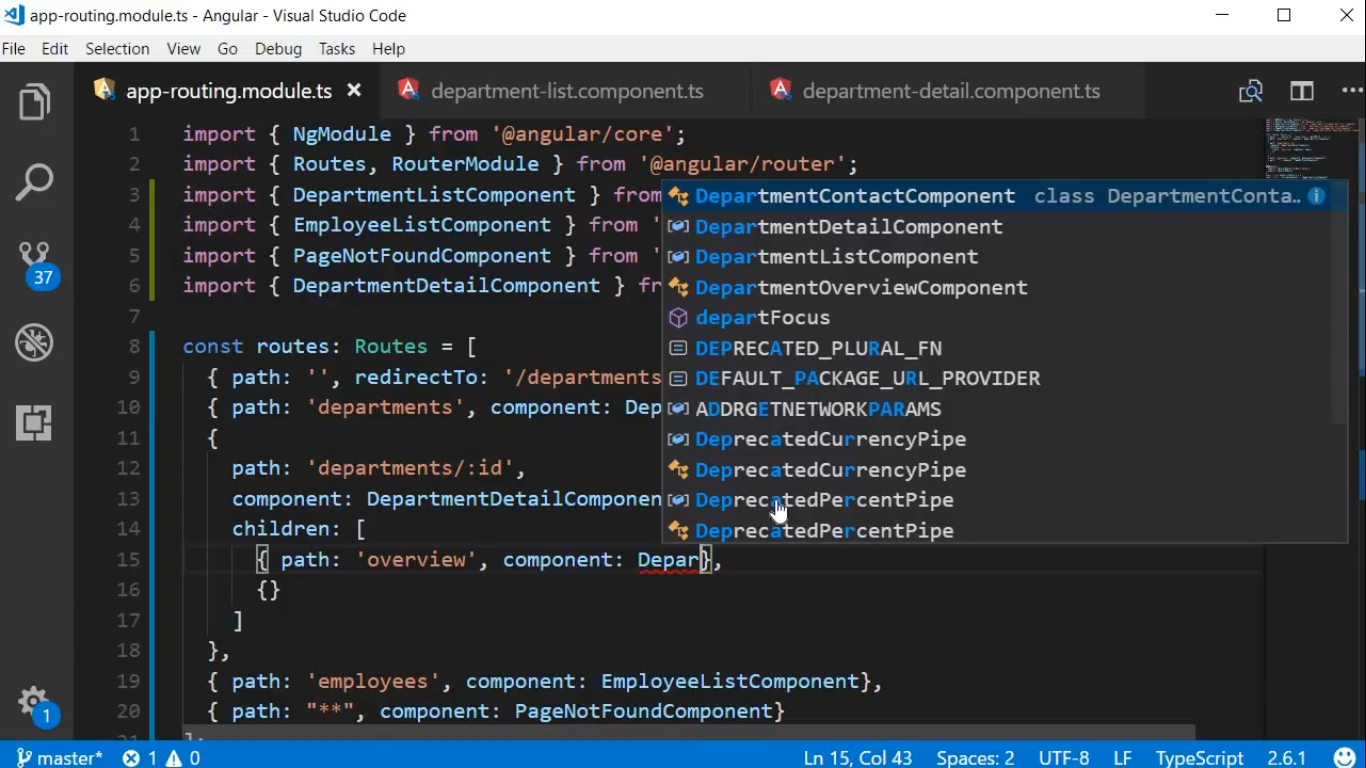 app-routing.module.ts - Angular - Visual Studio Code
File Edit Selection View Go Debug Tasks Help
app-routing.module.ts department-list.component.ts department-detail.component.ts
1 import { NgModule } from '@angular/core';
2 import { Routes, RouterModule } from '@angular/router';
3 import { DepartmentListComponent } from
4 import { EmployeeListComponent } from '
5 import { PageNotFoundComponent } from '
6 import { DepartmentDetailComponent } fr
7
8 const routes: Routes = [
9 { path: '', redirectTo: '/departments
10 { path: 'departments', component: Dep
11 {
12 path: 'departments/:id',
13 component: DepartmentDetailComponen
14 children: [
15 { path: 'overview', component: Depar},
16 {}
17 ]
18 },
19 { path: 'employees', component: EmployeeListComponent},
20 { path: "**", component: PageNotFoundComponent}
21 ];
DepartmentContactComponent class DepartmentConta…
DepartmentDetailComponent
DepartmentListComponent
DepartmentOverviewComponent
departFocus
DEPRECATED_PLURAL_FN
DEFAULT_PACKAGE_URL_PROVIDER
ADDRGETNETWORKPARAMS
DeprecatedCurrencyPipe
DeprecatedCurrencyPipe
DeprecatedPercentPipe
DeprecatedPercentPipe
37
1
master* 1 0 Ln 15, Col 43 Spaces: 2 UTF-8 LF TypeScript 2.6.1